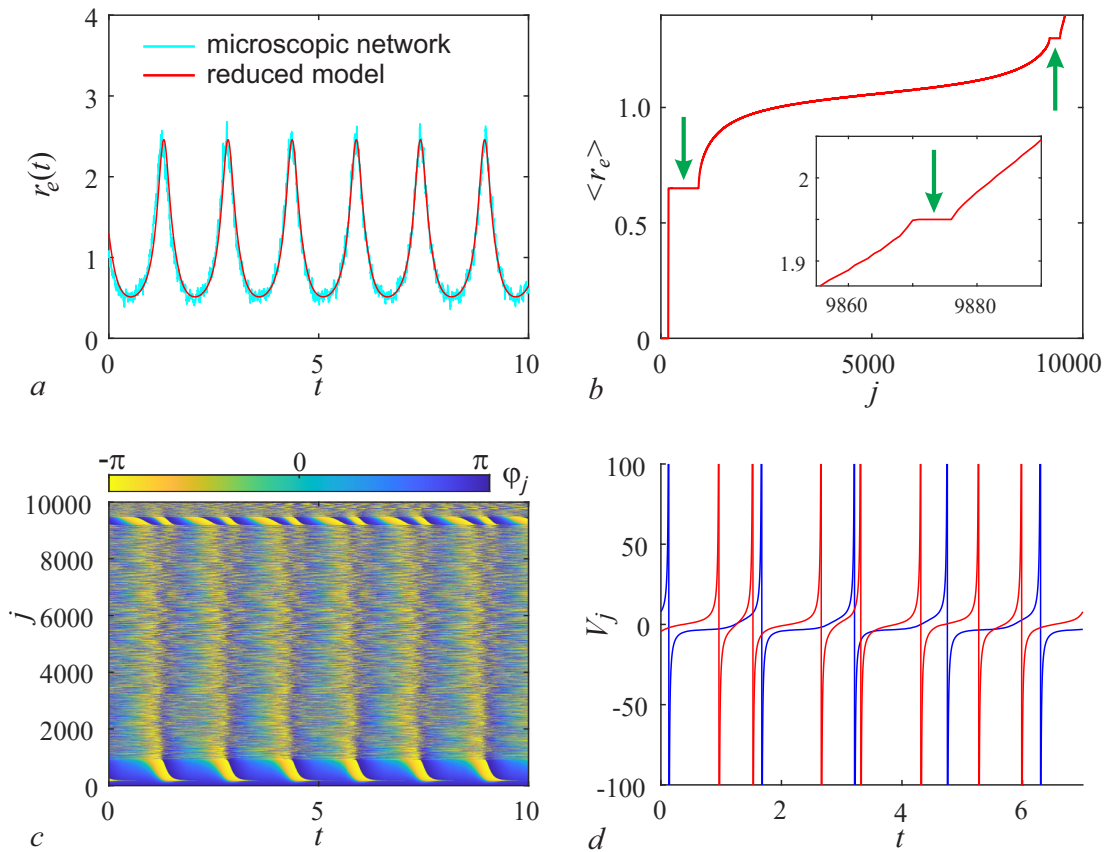 4
3
2
1
0
0
5
10
r_e(t)
t
microscopic network
reduced model
a
1.0
0.5
0
0
5000
10000
<r_e>
j
2
1.9
9860
9880
b
-π
0
π
φ_j
10000
8000
6000
4000
2000
0
0
5
10
j
t
c
100
50
0
-50
-100
0
2
4
6
V_j
t
d